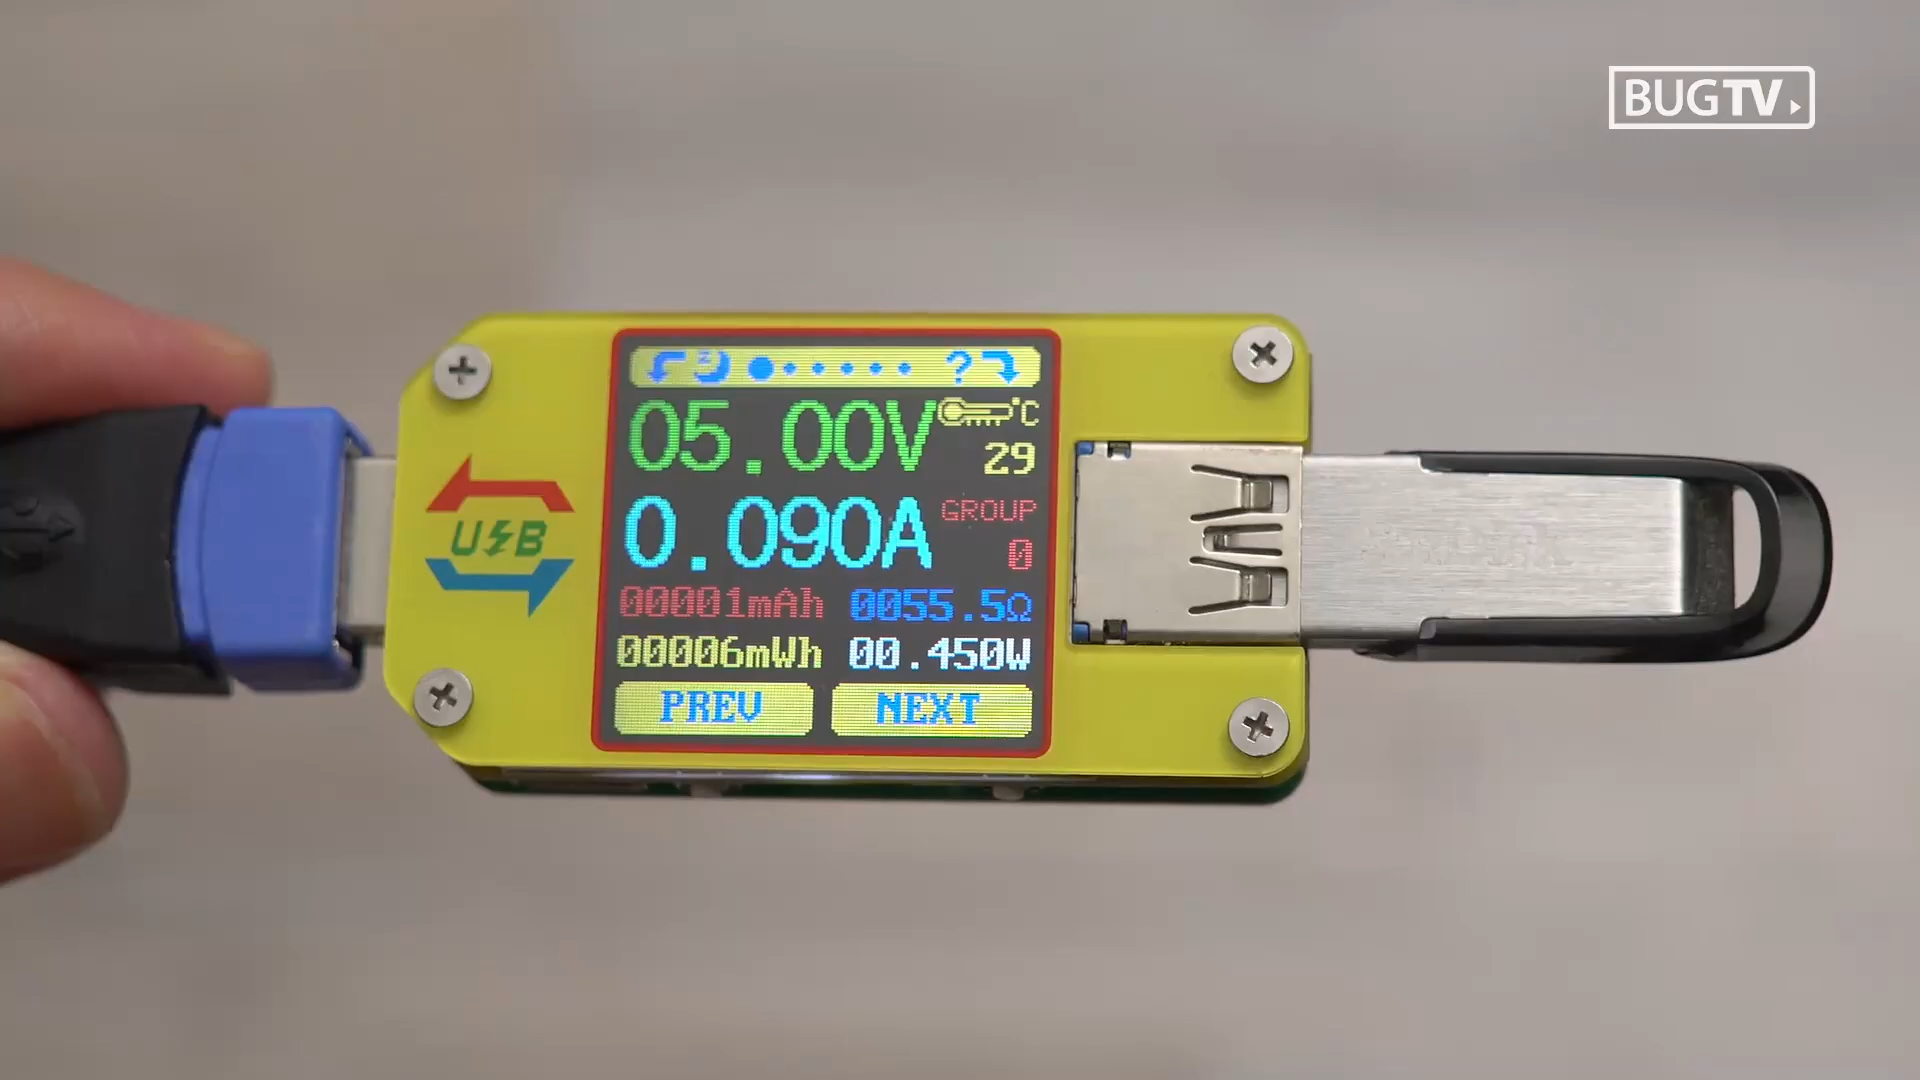 BUGTV
?
05.00V
°C
29
0.090A
GROUP
0
00001mAh
0055.5Ω
00006mWh
00.450W
PREV
NEXT
USB